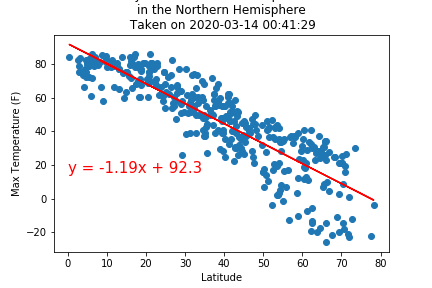 in the Northern Hemisphere
Taken on 2020-03-14 00:41:29
80
60
40
20
0
−20
Max Temperature (F)
y = -1.19x + 92.3
0 10 20 30 40 50 60 70 80
Latitude